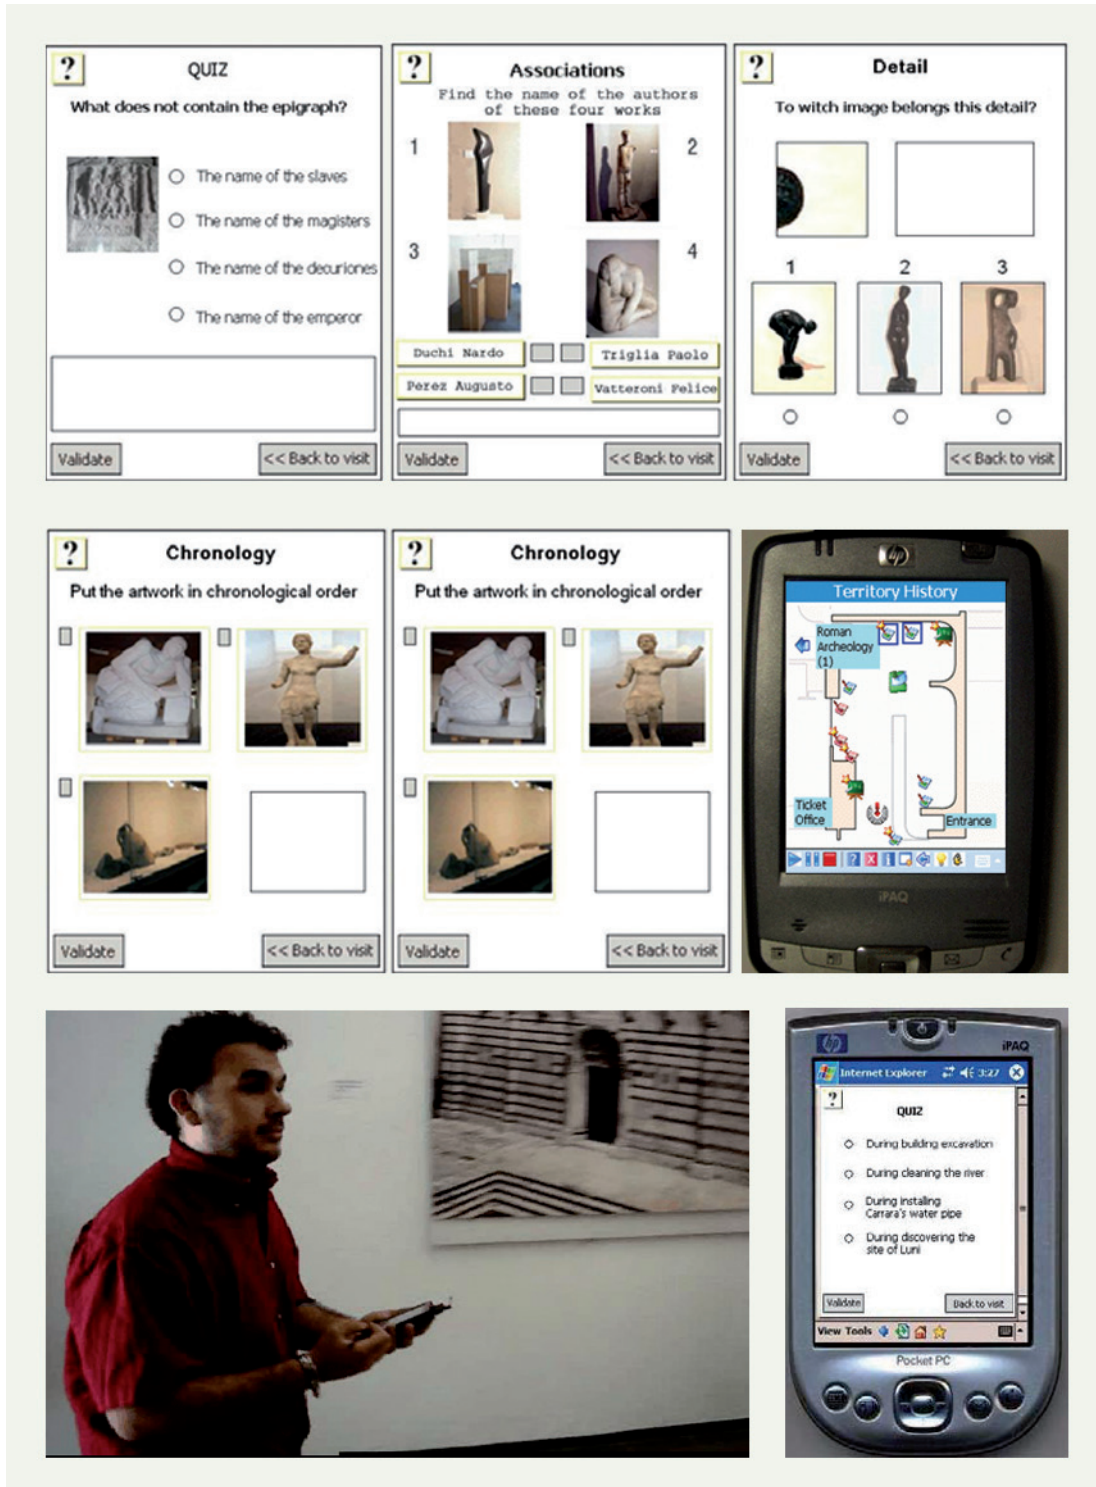 ?
QUIZ
What does not contain the epigraph?
The name of the slaves
The name of the magisters
The name of the decuriones
The name of the emperor
Validate
<< Back to visit
?
Associations
Find the name of the authors
of these four works
1
2
3
4
Duchi Nardo
Triglia Paolo
Perez Augusto
Vatteroni Felice
Validate
<< Back to visit
?
Detail
To witch image belongs this detail?
1
2
3
Validate
<< Back to visit
?
Chronology
Put the artwork in chronological order
Validate
<< Back to visit
?
Chronology
Put the artwork in chronological order
Validate
<< Back to visit
hp
Territory History
Roman
Archeology
(1)
Ticket
Office
Entrance
iPAQ
hp
iPAQ
Internet Explorer
3:27
?
QUIZ
During building excavation
During cleaning the river
During installing
Carrara's water pipe
During discovering the
site of Luni
Validate
Back to visit
View Tools
Pocket PC